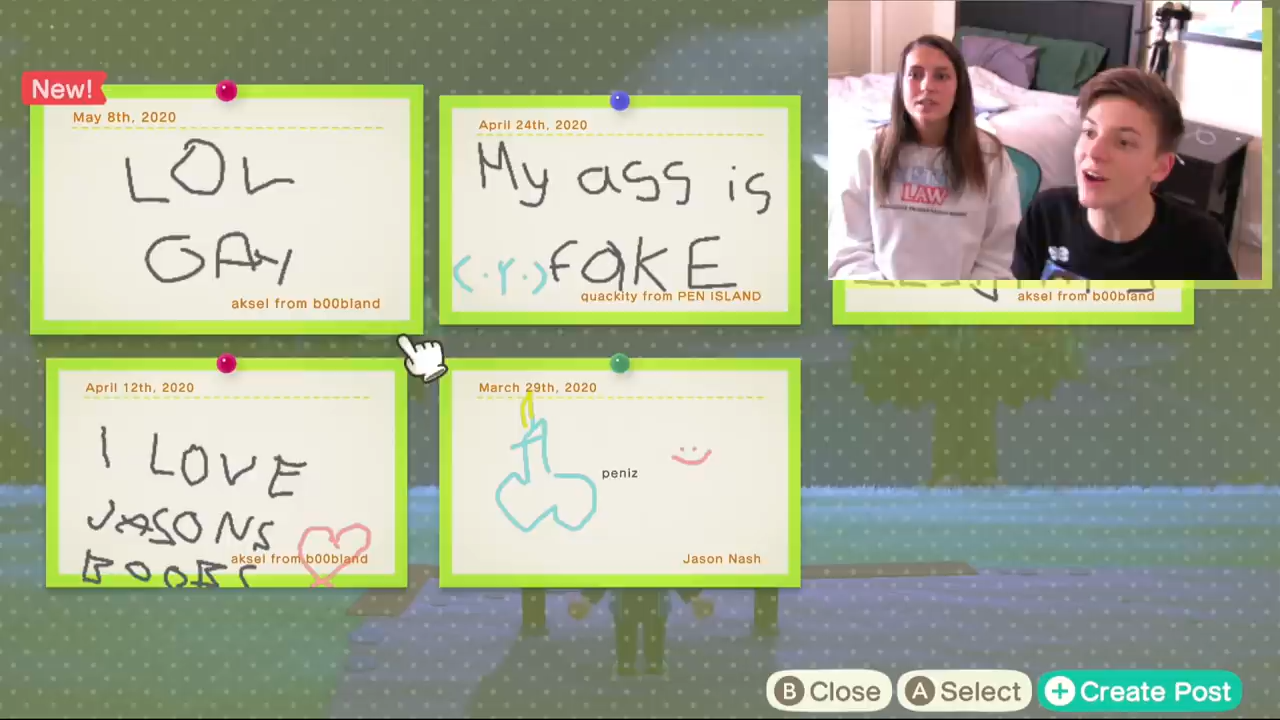 New!
May 8th, 2020
LOL
GAY
aksel from b00bland
April 24th, 2020
My ass is
(.Y.) fakE
quackity from PEN ISLAND
LAW
aksel from b00bland
April 12th, 2020
I LOVE
JASONS
BOOBS
aksel from b00bland
March 29th, 2020
peniz
Jason Nash
B Close
A Select
+ Create Post